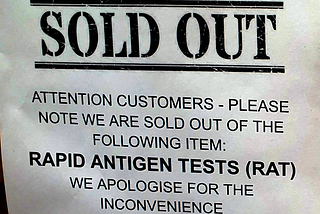 SOLD OUT
ATTENTION CUSTOMERS - PLEASE
NOTE WE ARE SOLD OUT OF THE
FOLLOWING ITEM:
RAPID ANTIGEN TESTS (RAT)
WE APOLOGISE FOR THE
INCONVENIENCE